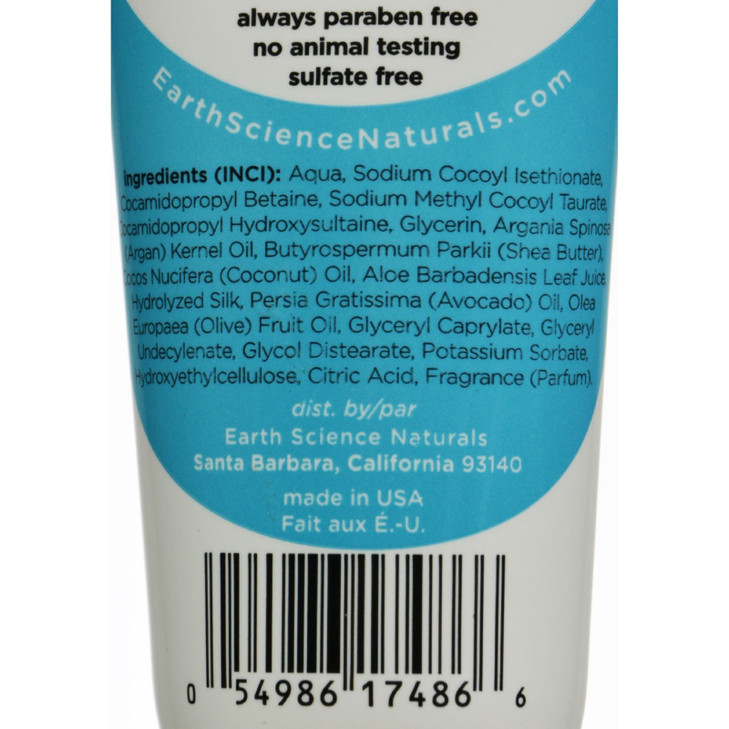 always paraben free
no animal testing
sulfate free
EarthScienceNaturals.com
Ingredients (INCI): Aqua, Sodium Cocoyl Isethionate,
Cocamidopropyl Betaine, Sodium Methyl Cocoyl Taurate,
Cocamidopropyl Hydroxysultaine, Glycerin, Argania Spinosa
(Argan) Kernel Oil, Butyrospermum Parkii (Shea Butter),
Cocos Nucifera (Coconut) Oil, Aloe Barbadensis Leaf Juice,
Hydrolyzed Silk, Persia Gratissima (Avocado) Oil, Olea
Europaea (Olive) Fruit Oil, Glyceryl Caprylate, Glyceryl
Undecylenate, Glycol Distearate, Potassium Sorbate,
Hydroxyethylcellulose, Citric Acid, Fragrance (Parfum).
dist. by/par
Earth Science Naturals
Santa Barbara, California 93140
made in USA
Fait aux É.-U.
0 54986 17486 6